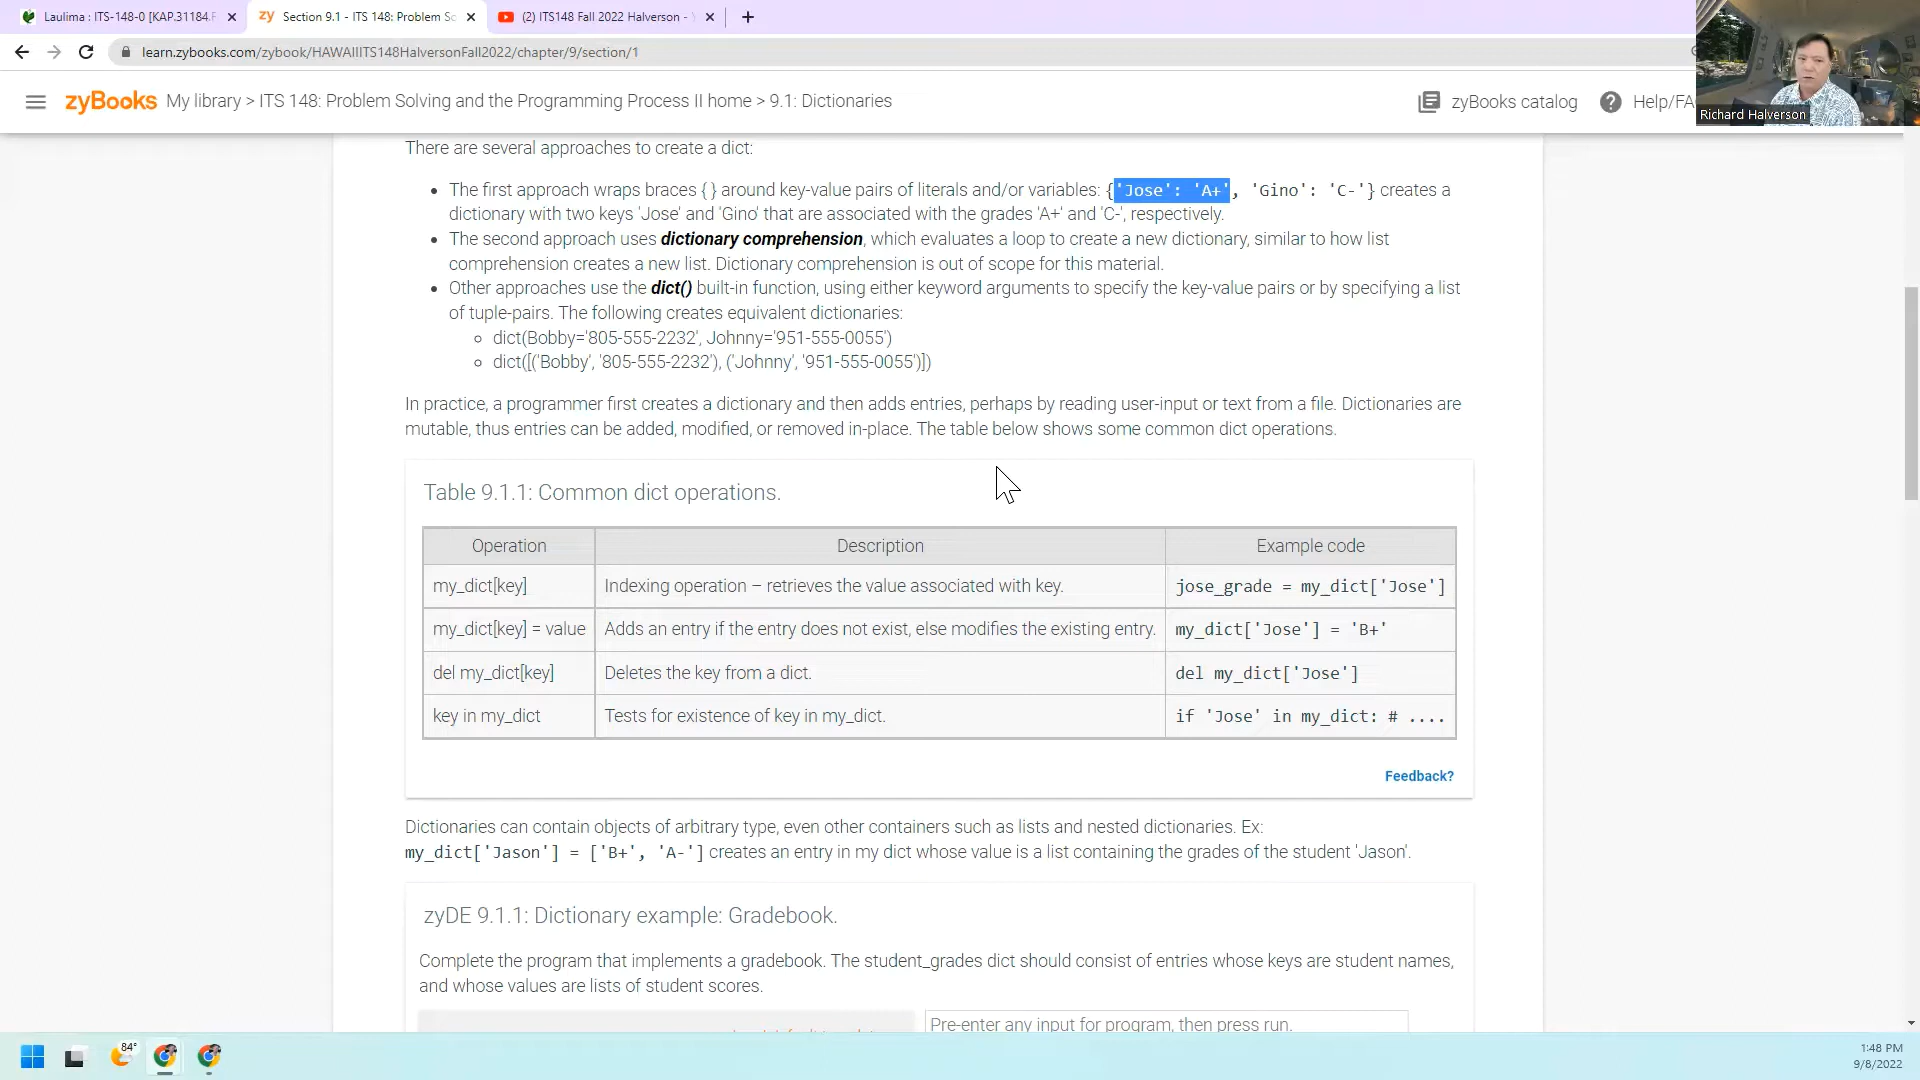 Laulima : ITS-148-0 [KAP.31184.F
Section 9.1 - ITS 148: Problem So
(2) ITS148 Fall 2022 Halverson -
learn.zybooks.com/zybook/HAWAIIITS148HalversonFall2022/chapter/9/section/1
zyBooks My library > ITS 148: Problem Solving and the Programming Process II home > 9.1: Dictionaries
zyBooks catalog
Help/FA
Richard Halverson
There are several approaches to create a dict:
The first approach wraps braces { } around key-value pairs of literals and/or variables: {'Jose': 'A+', 'Gino': 'C-'} creates a
dictionary with two keys 'Jose' and 'Gino' that are associated with the grades 'A+' and 'C-', respectively.
The second approach uses dictionary comprehension, which evaluates a loop to create a new dictionary, similar to how list
comprehension creates a new list. Dictionary comprehension is out of scope for this material.
Other approaches use the dict() built-in function, using either keyword arguments to specify the key-value pairs or by specifying a list
of tuple-pairs. The following creates equivalent dictionaries:
dict(Bobby='805-555-2232', Johnny='951-555-0055')
dict([('Bobby', '805-555-2232'), ('Johnny', '951-555-0055')])
In practice, a programmer first creates a dictionary and then adds entries, perhaps by reading user-input or text from a file. Dictionaries are
mutable, thus entries can be added, modified, or removed in-place. The table below shows some common dict operations.
Table 9.1.1: Common dict operations.
Operation Description Example code
my_dict[key] Indexing operation – retrieves the value associated with key. jose_grade = my_dict['Jose']
my_dict[key] = value Adds an entry if the entry does not exist, else modifies the existing entry. my_dict['Jose'] = 'B+'
del my_dict[key] Deletes the key from a dict. del my_dict['Jose']
key in my_dict Tests for existence of key in my_dict. if 'Jose' in my_dict: # ....
Feedback?
Dictionaries can contain objects of arbitrary type, even other containers such as lists and nested dictionaries. Ex:
my_dict['Jason'] = ['B+', 'A-'] creates an entry in my dict whose value is a list containing the grades of the student 'Jason'.
zyDE 9.1.1: Dictionary example: Gradebook.
Complete the program that implements a gradebook. The student_grades dict should consist of entries whose keys are student names,
and whose values are lists of student scores.
Pre-enter any input for program, then press run.
84°
1:48 PM
9/8/2022